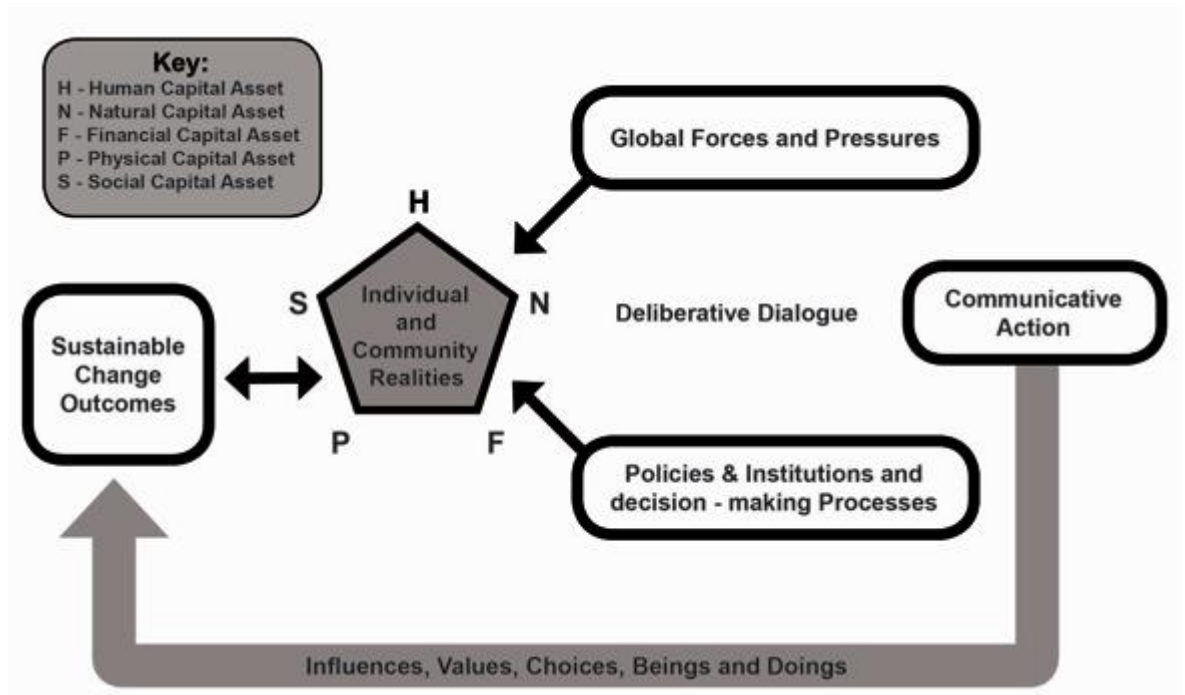 Key:
H - Human Capital Asset
N - Natural Capital Asset
F - Financial Capital Asset
P - Physical Capital Asset
S - Social Capital Asset
Global Forces and Pressures
H
S
N
Individual
and
Community
Realities
P
F
Deliberative Dialogue
Communicative
Action
Sustainable
Change
Outcomes
Policies & Institutions and
decision - making Processes
Influences, Values, Choices, Beings and Doings